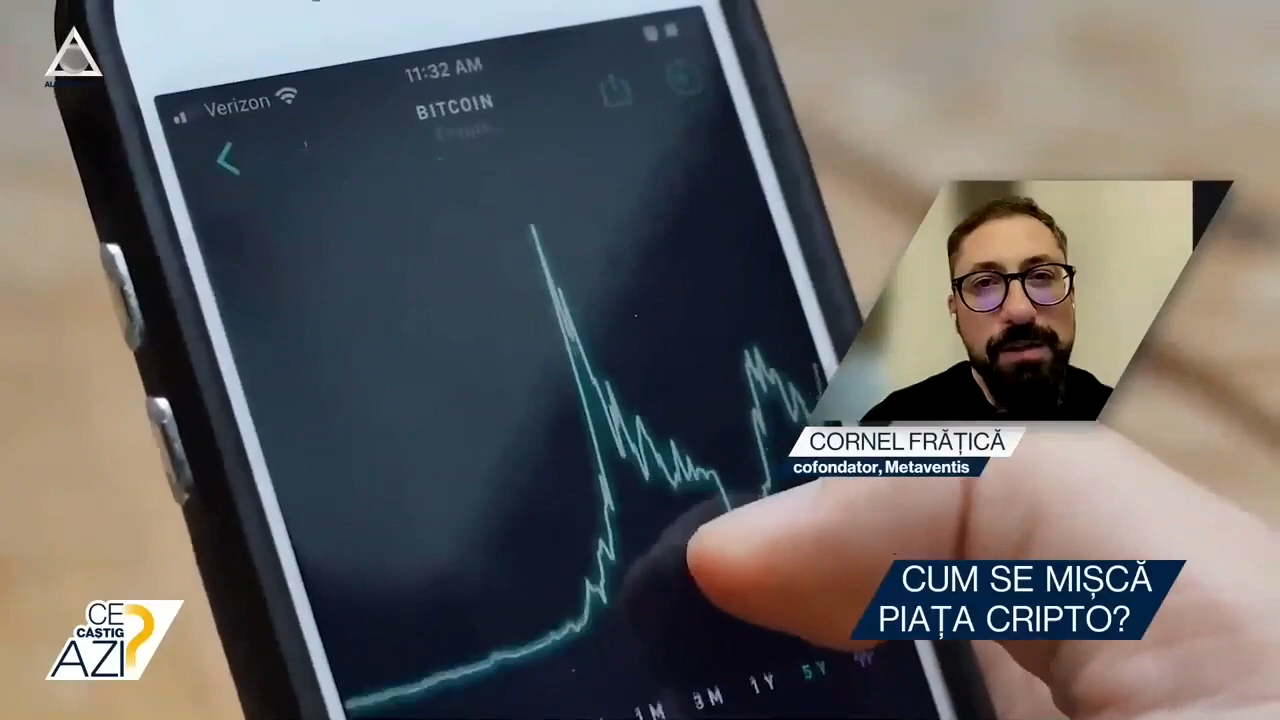 11:32 AM
Verizon
BITCOIN
CORNEL FRĂȚICĂ
cofondator, Metaventis
CUM SE MIȘCĂ
PIAȚA CRIPTO?
CE
CÂȘTIG
AZI?
1M 3M 1Y 5Y